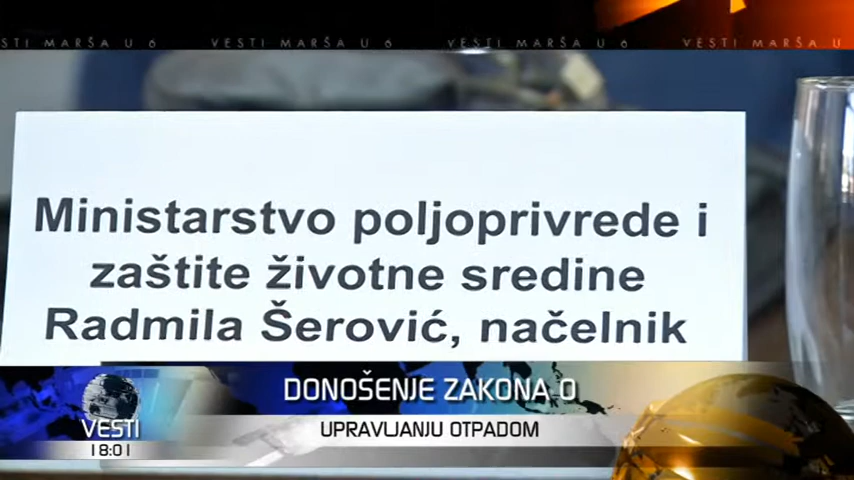 VESTI MARŠA U 6 VESTI MARŠA U 6 VESTI MARŠA U 6 VESTI MARŠA U
Ministarstvo poljoprivrede i
zaštite životne sredine
Radmila Šerović, načelnik
DONOŠENJE ZAKONA O
UPRAVLJANJU OTPADOM
VESTI
18:01